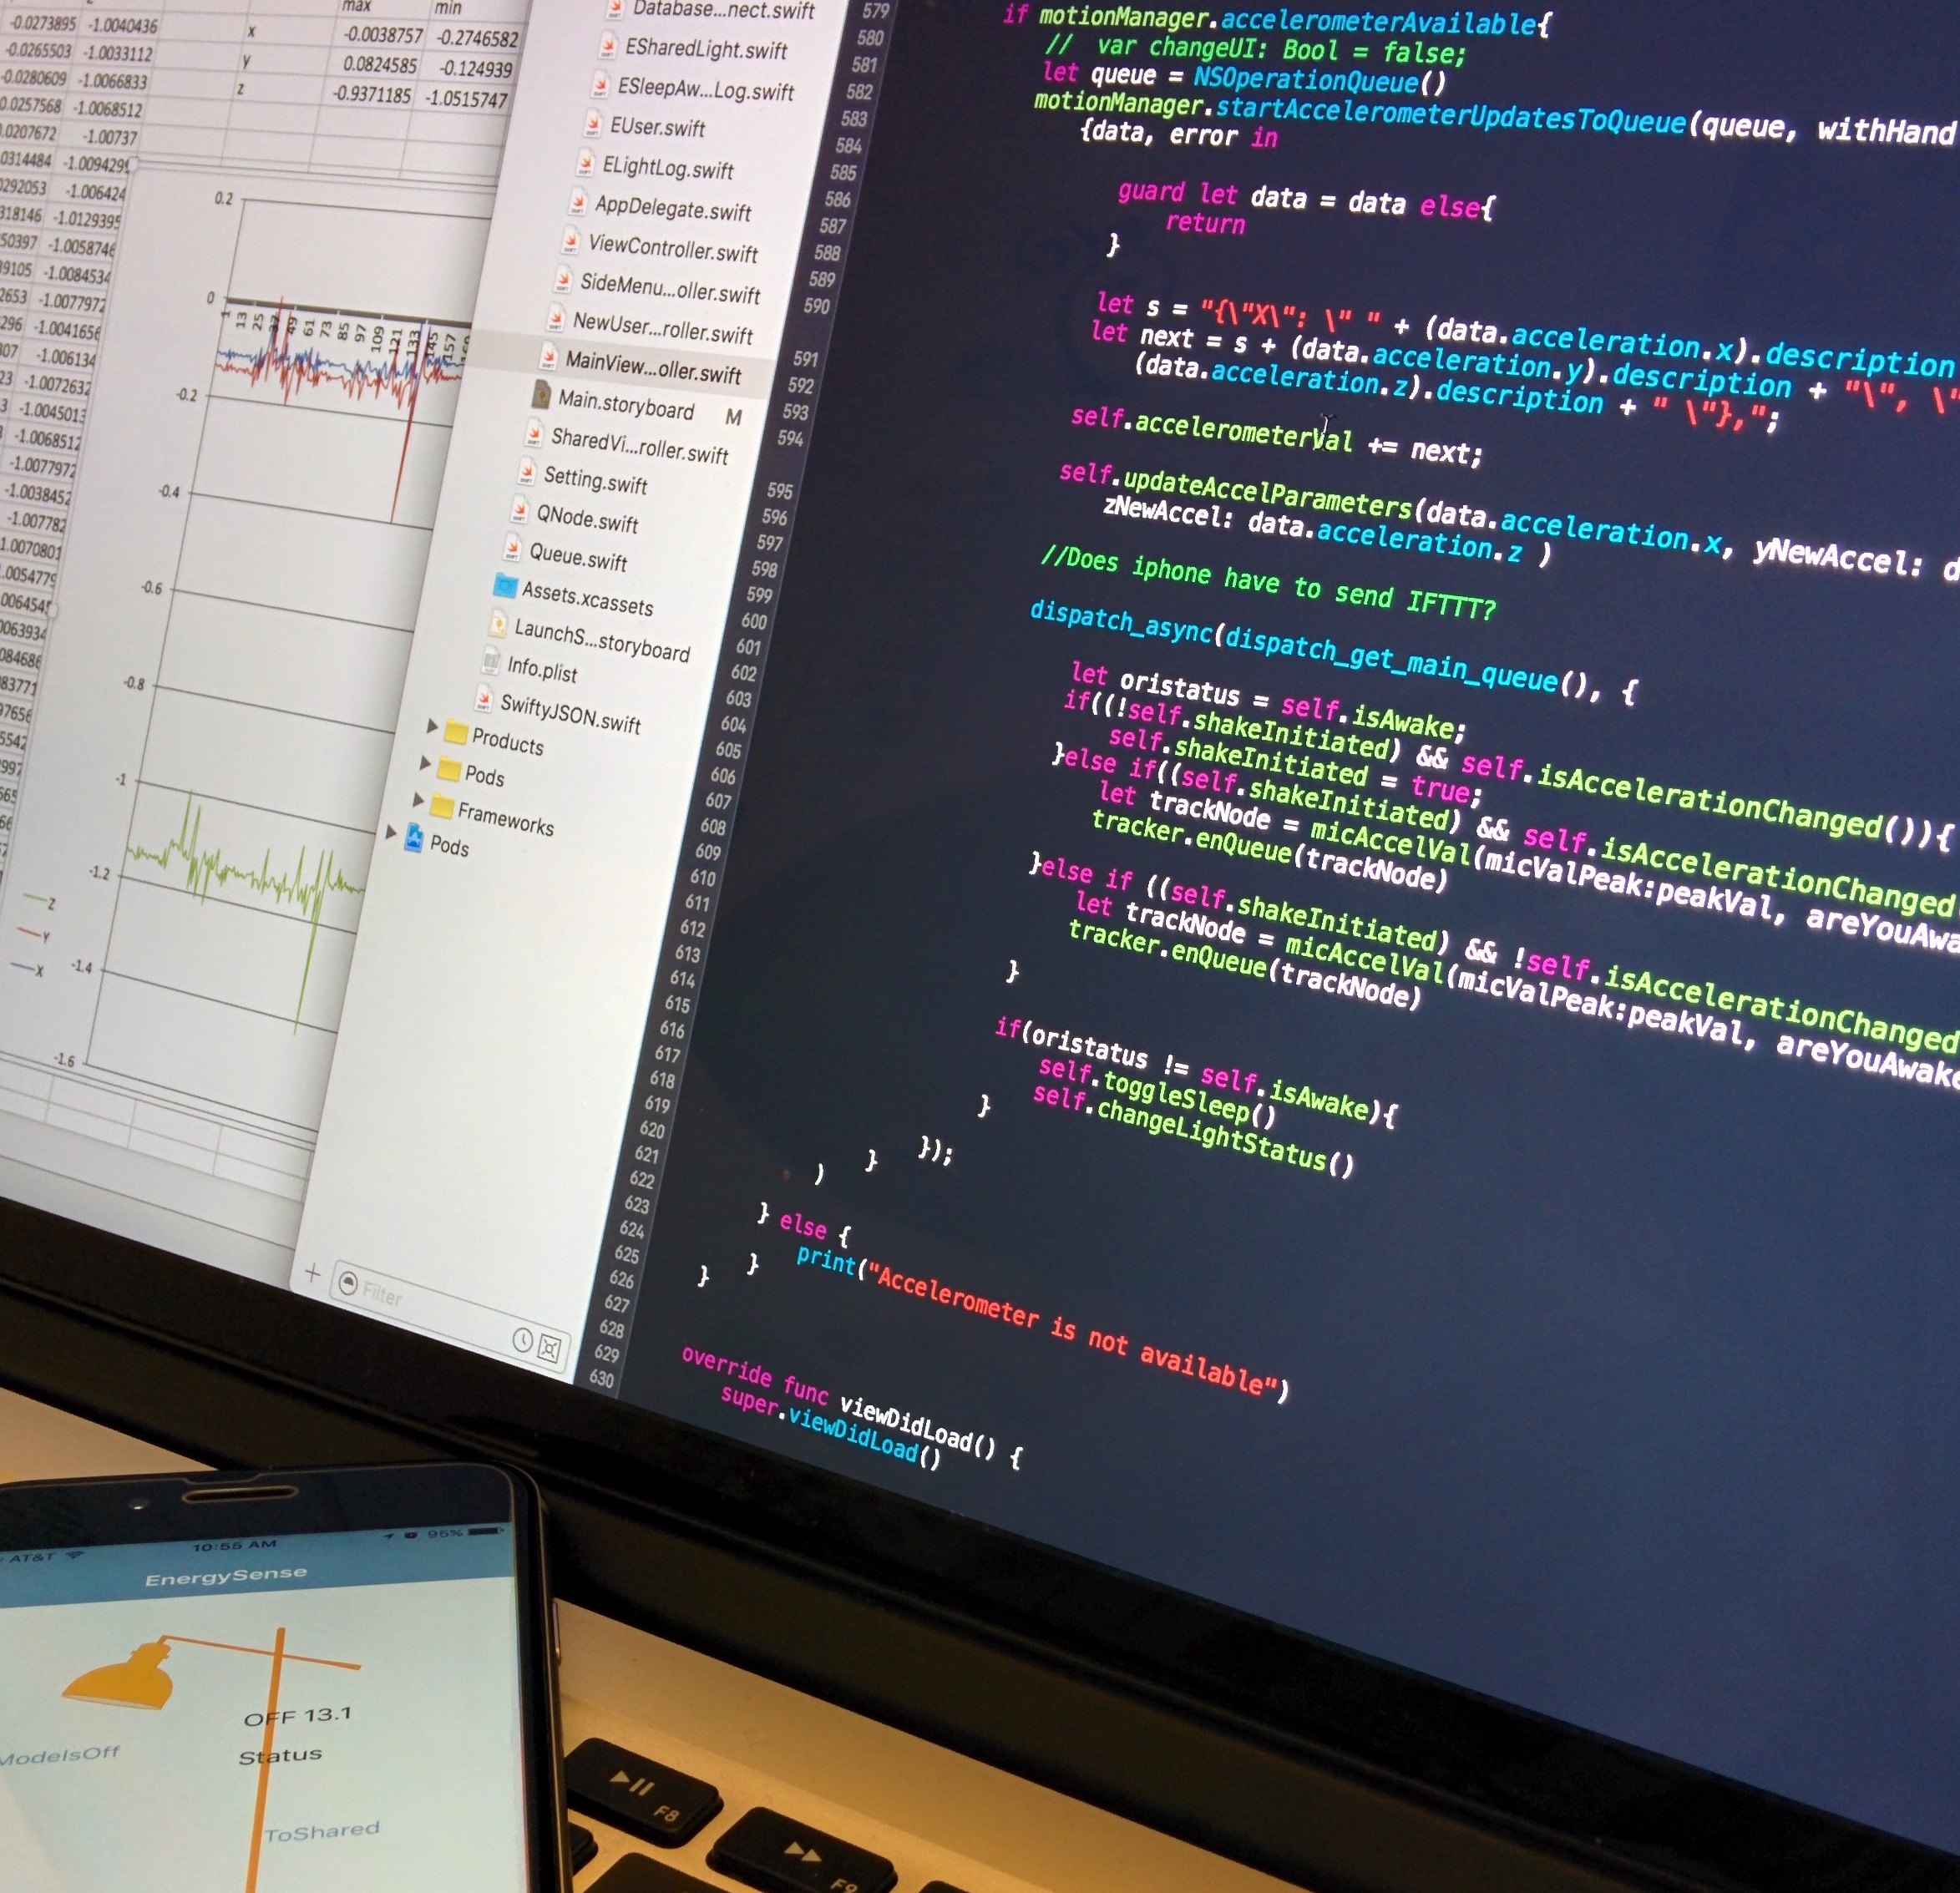 max min
-0.0273895 -1.0040436 x -0.0038757 -0.2746582
-0.0265503 -1.0033112 y 0.0824585 -0.124939
-0.0280609 -1.0066833 z -0.9371185 -1.0515747
0.0257568 -1.0068512
0.0207672 -1.00737
0.0314484 -1.009429
0292053 -1.006424
318146 -1.0129395
50397 -1.0058746
39105 -1.0084534
2653 -1.0077972
296 -1.0041656
307 -1.006134
23 -1.0072632
3 -1.0045013
-1.0068512
-1.0077972
-1.0038452
-1.007782
1.0070801
.0054779
.006454
0063934
084686
83771
97656
5542
997
0.2
0
-0.2
-0.4
-0.6
-0.8
-1
-1.2
-1.4
-1.6
1 13 25 37 49 61 73 85 97 109 121 133 145 157
Z
Y
X
Database...nect.swift
ESharedLight.swift
ESleepAw...Log.swift
EUser.swift
ELightLog.swift
AppDelegate.swift
ViewController.swift
SideMenu...oller.swift
NewUser...roller.swift
MainView...oller.swift
Main.storyboard M
SharedVi...roller.swift
Setting.swift
QNode.swift
Queue.swift
Assets.xcassets
LaunchS...storyboard
Info.plist
SwiftyJSON.swift
Products
Pods
Frameworks
Pods
Filter
579
580
581
582
583
584
585
586
587
588
589
590
591
592
593
594
595
596
597
598
599
600
601
602
603
604
605
606
607
608
609
610
611
612
613
614
615
616
617
618
619
620
621
622
623
624
625
626
627
628
629
630
if motionManager.accelerometerAvailable{
// var changeUI: Bool = false;
let queue = NSOperationQueue()
motionManager.startAccelerometerUpdatesToQueue(queue, withHand
{data, error in
guard let data = data else{
return
}
let s = "{\"X\": \" " + (data.acceleration.x).description
let next = s + (data.acceleration.y).description + "\", \"
(data.acceleration.z).description + " \"},";
self.accelerometerVal += next;
self.updateAccelParameters(data.acceleration.x, yNewAccel: d
zNewAccel: data.acceleration.z )
//Does iphone have to send IFTTT?
dispatch_async(dispatch_get_main_queue(), {
let oristatus = self.isAwake;
if((!self.shakeInitiated) && self.isAccelerationChanged()){
self.shakeInitiated = true;
}else if((self.shakeInitiated) && self.isAccelerationChanged
let trackNode = micAccelVal(micValPeak:peakVal, areYouAwa
tracker.enQueue(trackNode)
}else if ((self.shakeInitiated) && !self.isAccelerationChanged
let trackNode = micAccelVal(micValPeak:peakVal, areYouAwake
tracker.enQueue(trackNode)
}
if(oristatus != self.isAwake){
self.toggleSleep()
self.changeLightStatus()
}
});
}
)
} else {
print("Accelerometer is not available")
}
}
override func viewDidLoad() {
super.viewDidLoad()
AT&T 10:55 AM 95%
EnergySense
OFF 13.1
ModeIsOff Status
ToShared
F8
F9